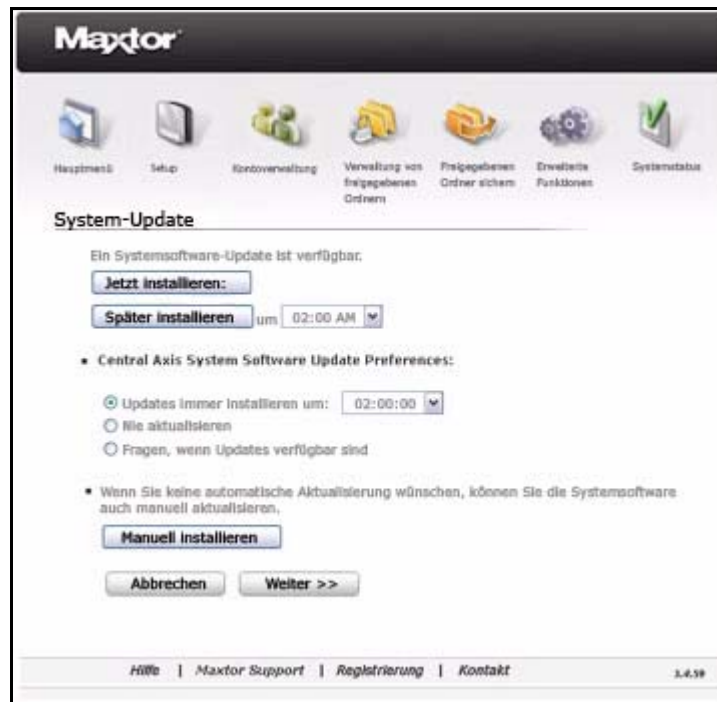 Maxtor
Hauptmenü
Setup
Kontoverwaltung
Verwaltung von
freigegebenen
Ordnern
Freigegebenen
Ordner sichern
Erweiterte
Funktionen
Systemstatus
System-Update
Ein Systemsoftware-Update ist verfügbar.
Jetzt installieren:
Später installieren um 02:00 AM
Central Axis System Software Update Preferences:
Updates immer installieren um: 02:00:00
Nie aktualisieren
Fragen, wenn Updates verfügbar sind
Wenn Sie keine automatische Aktualisierung wünschen, können Sie die Systemsoftware
auch manuell aktualisieren.
Manuell installieren
Abbrechen Weiter >>
Hilfe | Maxtor Support | Registrierung | Kontakt